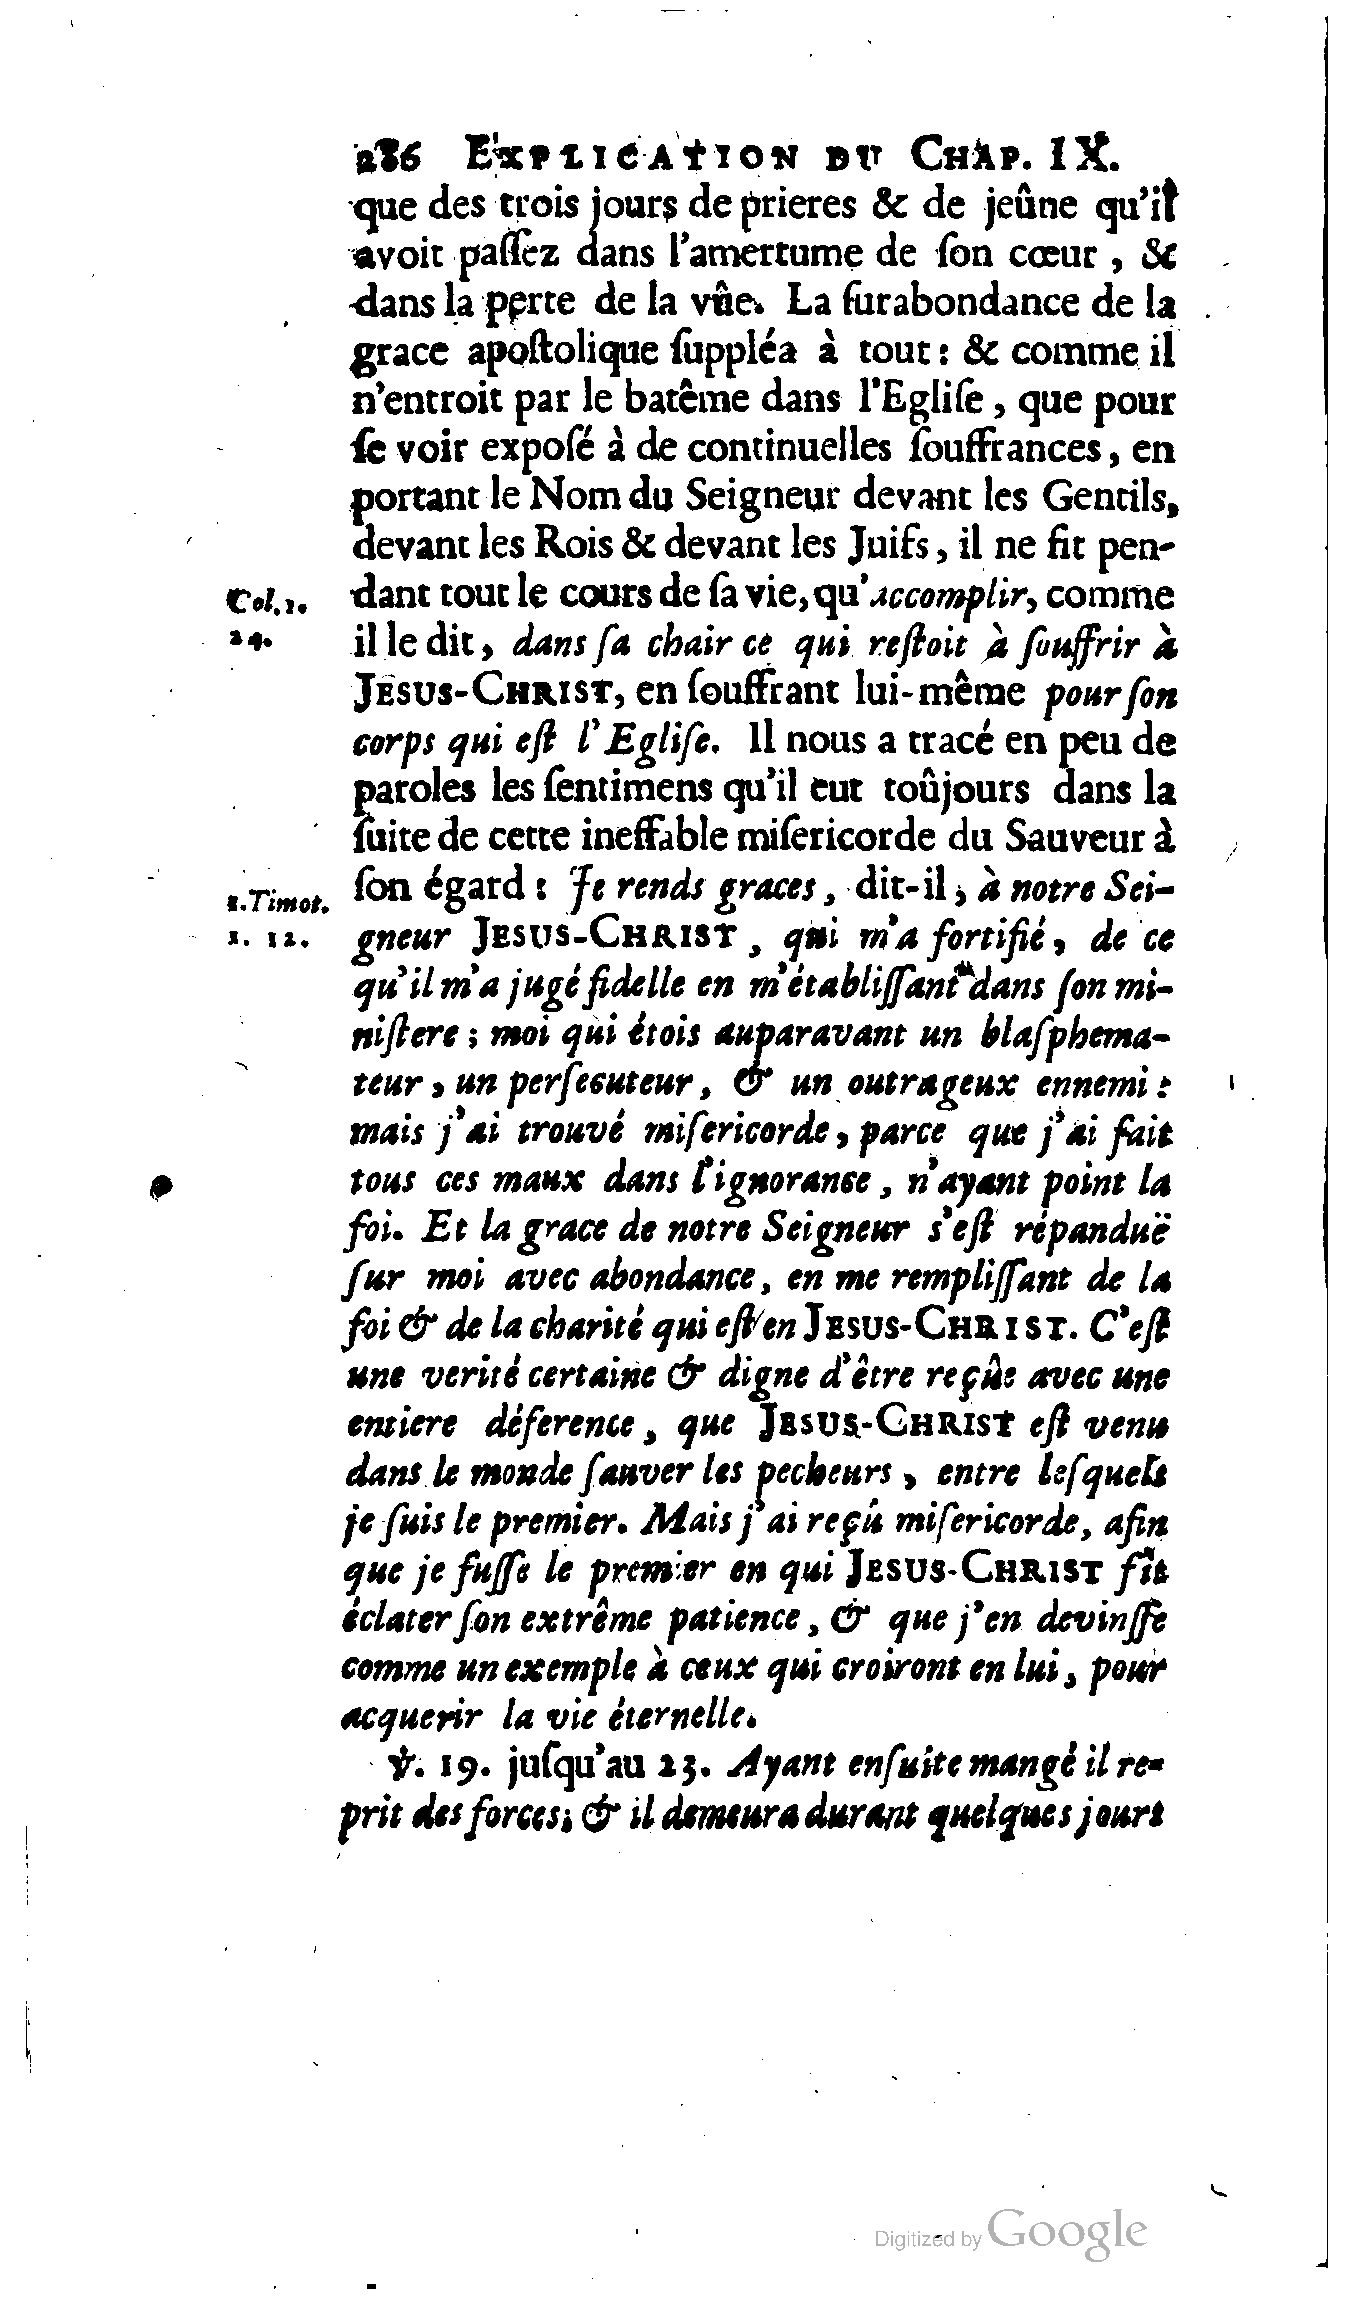 286 EXPLICATION DU CHAP. IX.
que des trois jours de prieres & de jeûne qu'il
avoit paſſez dans l'amertume de ſon cœur, &
dans la perte de la vûe. La ſurabondance de la
grace apoſtolique ſuppléa à tout : & comme il
n'entroit par le batême dans l'Egliſe, que pour
ſe voir expoſé à de continuelles ſouffrances, en
portant le Nom du Seigneur devant les Gentils,
devant les Rois & devant les Juifs, il ne fit pen-
Col. 1. dant tout le cours de ſa vie, qu'accomplir, comme
24. il le dit, dans ſa chair ce qui reſtoit à ſouffrir à
JESUS-CHRIST, en ſouffrant lui-même pour ſon
corps qui eſt l'Egliſe. Il nous a tracé en peu de
paroles les ſentimens qu'il eut toûjours dans la
ſuite de cette ineffable miſericorde du Sauveur à
1. Timot. ſon égard : Je rends graces, dit-il, à notre Sei-
1. 12. gneur JESUS-CHRIST, qui m'a fortifié, de ce
qu'il m'a jugé fidelle en m'établiſſant dans ſon mi-
niſtere ; moi qui étois auparavant un blaſphema-
teur, un perſecuteur, & un outrageux ennemi :
mais j'ai trouvé miſericorde, parce que j'ai fait
tous ces maux dans l'ignorance, n'ayant point la
foi. Et la grace de notre Seigneur s'eſt répanduë
ſur moi avec abondance, en me rempliſſant de la
foi & de la charité qui eſt en JESUS-CHRIST. C'eſt
une verité certaine & digne d'être reçûe avec une
entiere déference, que JESUS-CHRIST eſt venu
dans le monde ſauver les pecheurs, entre leſquels
je ſuis le premier. Mais j'ai reçû miſericorde, afin
que je fuſſe le premier en qui JESUS-CHRIST fît
éclater ſon extrême patience, & que j'en devinſſe
comme un exemple à ceux qui croiront en lui, pour
acquerir la vie éternelle.
℣. 19. juſqu'au 23. Ayant enſuite mangé il re-
prit des forces; & il demeura durant quelques jours
Digitized by Google